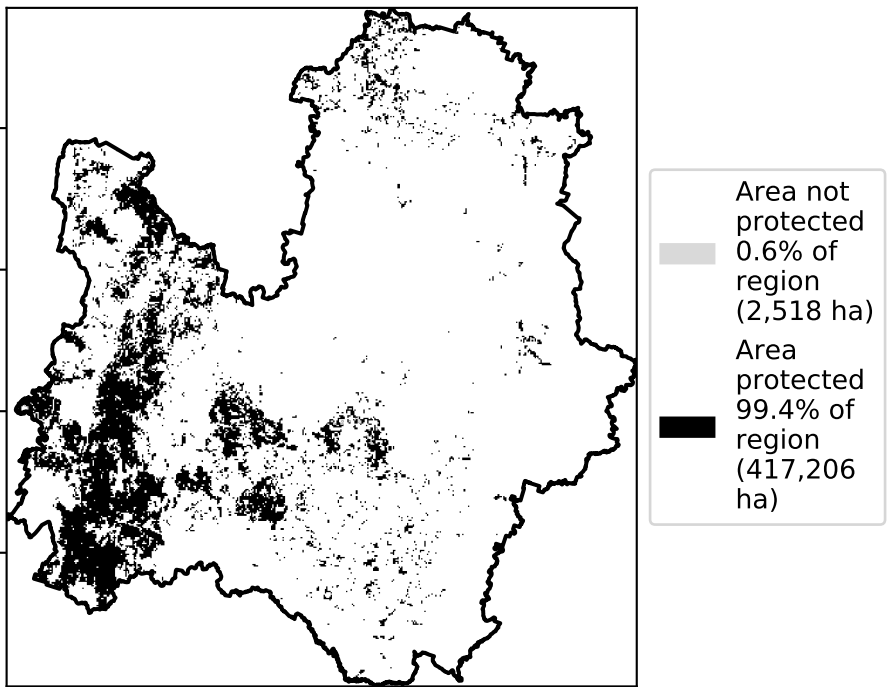 Area not
protected
0.6% of
region
(2,518 ha)
Area
protected
99.4% of
region
(417,206
ha)